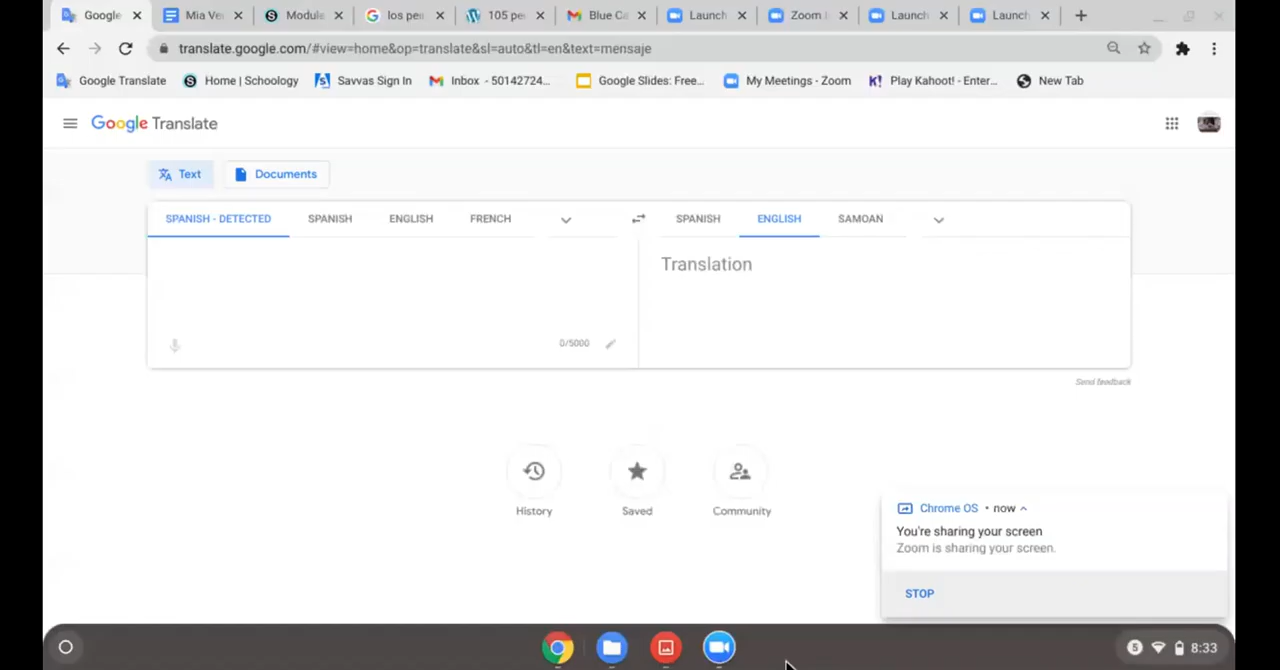 Google
Mia Ve
Modula
los pe
105 pe
Blue Ca
Launch
Zoom
Launch
Launch
translate.google.com/#view=home&op=translate&sl=auto&tl=en&text=mensaje
Google Translate
Home | Schoology
Savvas Sign In
Inbox - 50142724...
Google Slides: Free...
My Meetings - Zoom
K! Play Kahoot! - Enter...
New Tab
Google Translate
Text
Documents
SPANISH - DETECTED SPANISH ENGLISH FRENCH
SPANISH ENGLISH SAMOAN
Translation
0/5000
Send feedback
History
Saved
Community
Chrome OS • now
You're sharing your screen
Zoom is sharing your screen.
STOP
5
8:33